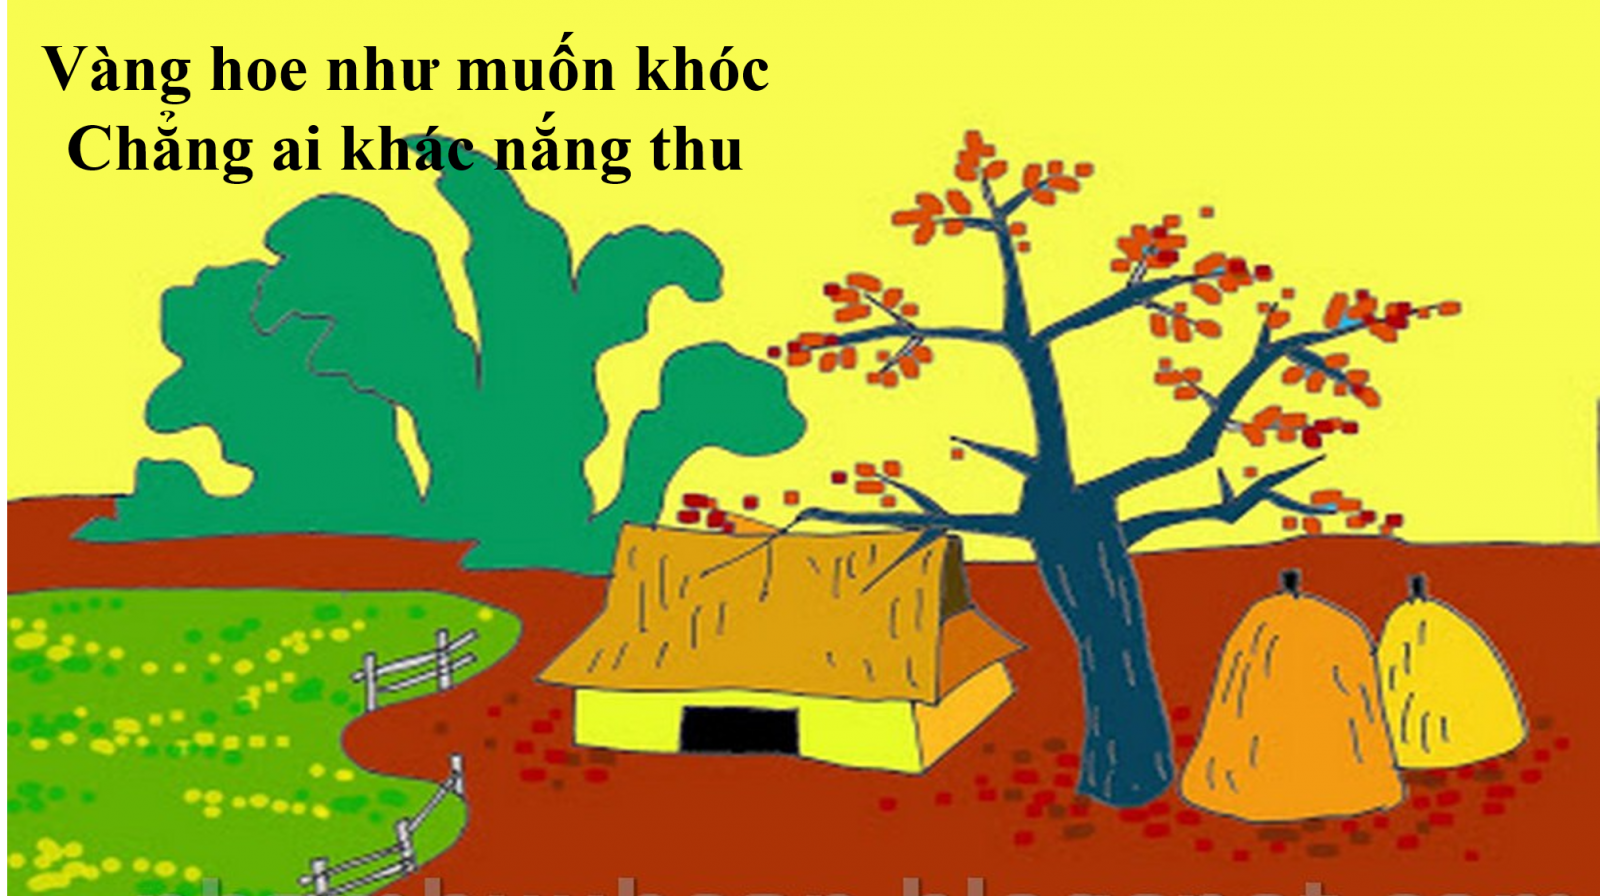 Vàng hoe như muốn khóc
Chẳng ai khác nắng thu